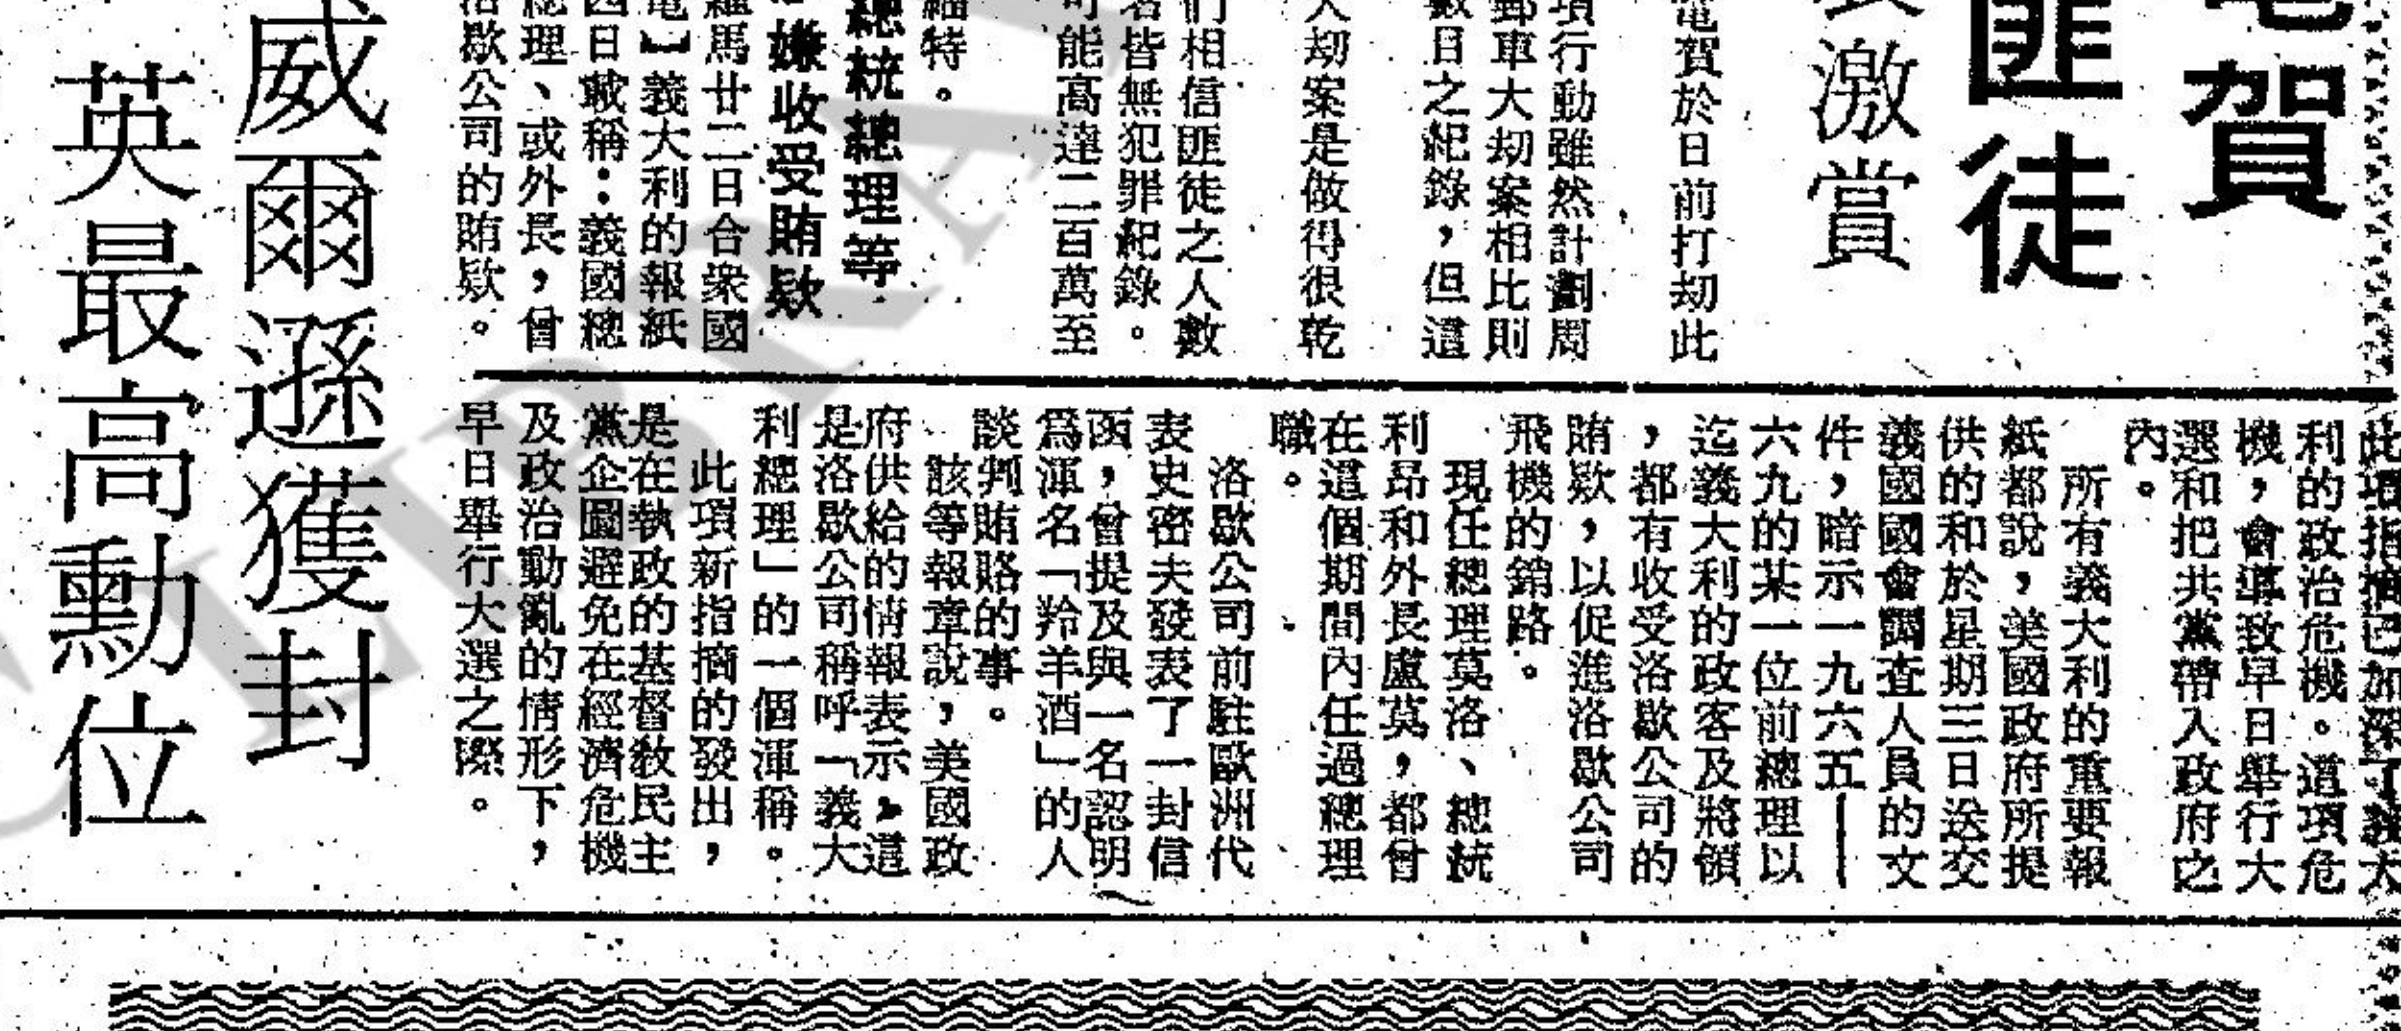 賀
匪徒
激賞
電賀於日前打劫此
項行動雖然計劃周
郵車大劫案相比則
數日之紀錄，但這
大劫案是做得很乾
們相信匪徒之人數
名皆無犯罪紀錄。
可能高達二百萬至
細特。
總統總理等
嫌收受賄欵
羅馬廿二日合衆國
電】義大利的報紙
四日載稱：義國總
總理、或外長，曾
洛歇公司的賄欵。
此項指摘已加深了義大
利的政治危機。這項危
機，會導致早日舉行大
選和把共黨帶入政府之
內。
所有義大利的重要報
紙都說，美國政府所提
供的和於星期三日送交
義國國會調查人員的文
件，暗示一九六五——
六九的某一位前總理以
迄義大利的政客及將領
，都有收受洛歇公司的
賄欵，以促進洛歇公司
飛機的銷路。
現任總理莫洛、總統
利昂和外長盧莫，都曾
在這個期間內任過總理
職。
洛歇公司前駐歐洲代
表史密夫發表了一封信
函，曾提及與一名認明
爲渾名「羚羊酒」的人
談判賄賂的事。
該等報章說，美國政
府供給的情報表示，這
是洛歇公司稱呼「義大
利總理」的一個渾稱。
此項新指摘的發出，
是在執政的基督敎民主
黨企圖避免在經濟危機
及政治動亂的情形下，
早日舉行大選之際。
威爾遜獲封
英最高勳位
LIBRA